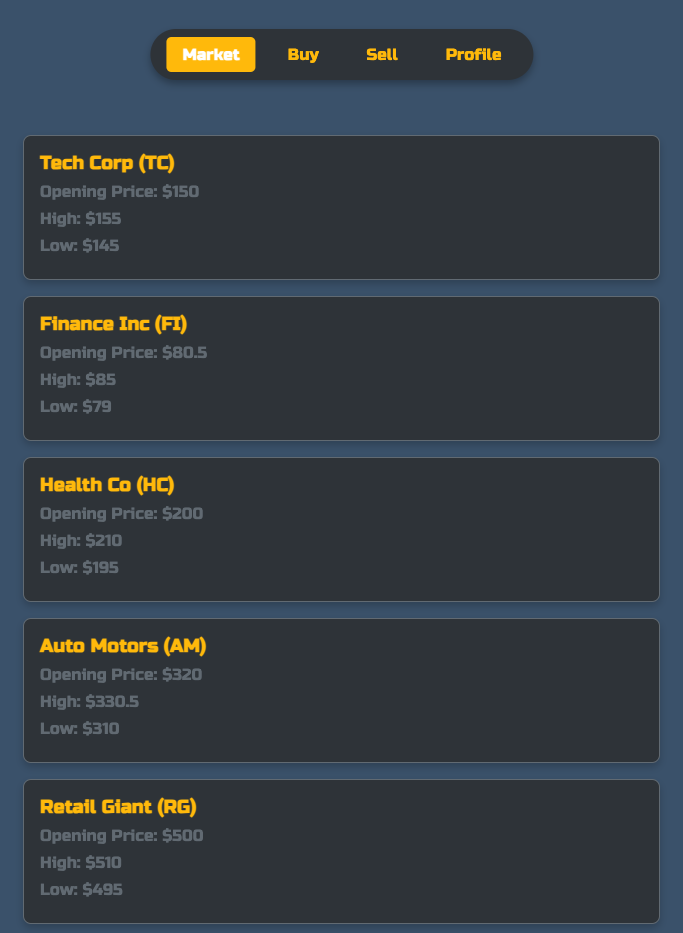 Market Buy Sell Profile
Tech Corp (TC)
Opening Price: $150
High: $155
Low: $145
Finance Inc (FI)
Opening Price: $80.5
High: $85
Low: $79
Health Co (HC)
Opening Price: $200
High: $210
Low: $195
Auto Motors (AM)
Opening Price: $320
High: $330.5
Low: $310
Retail Giant (RG)
Opening Price: $500
High: $510
Low: $495